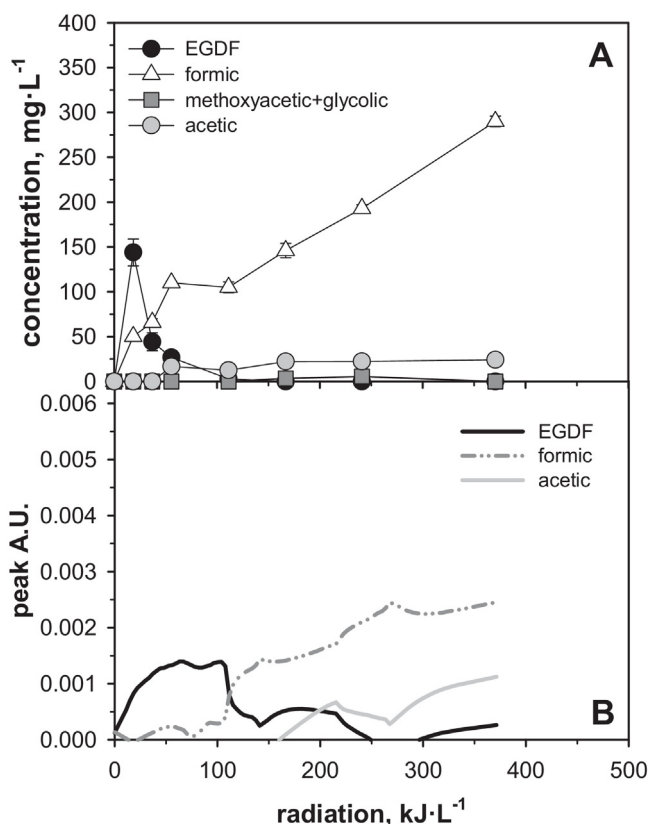 400
350
300
250
200
150
100
50
0
concentration, mg·L⁻¹
EGDF
formic
methoxyacetic+glycolic
acetic
A
0.006
0.005
0.004
0.003
0.002
0.001
0.000
peak A.U.
EGDF
formic
acetic
B
0 100 200 300 400 500
radiation, kJ·L⁻¹